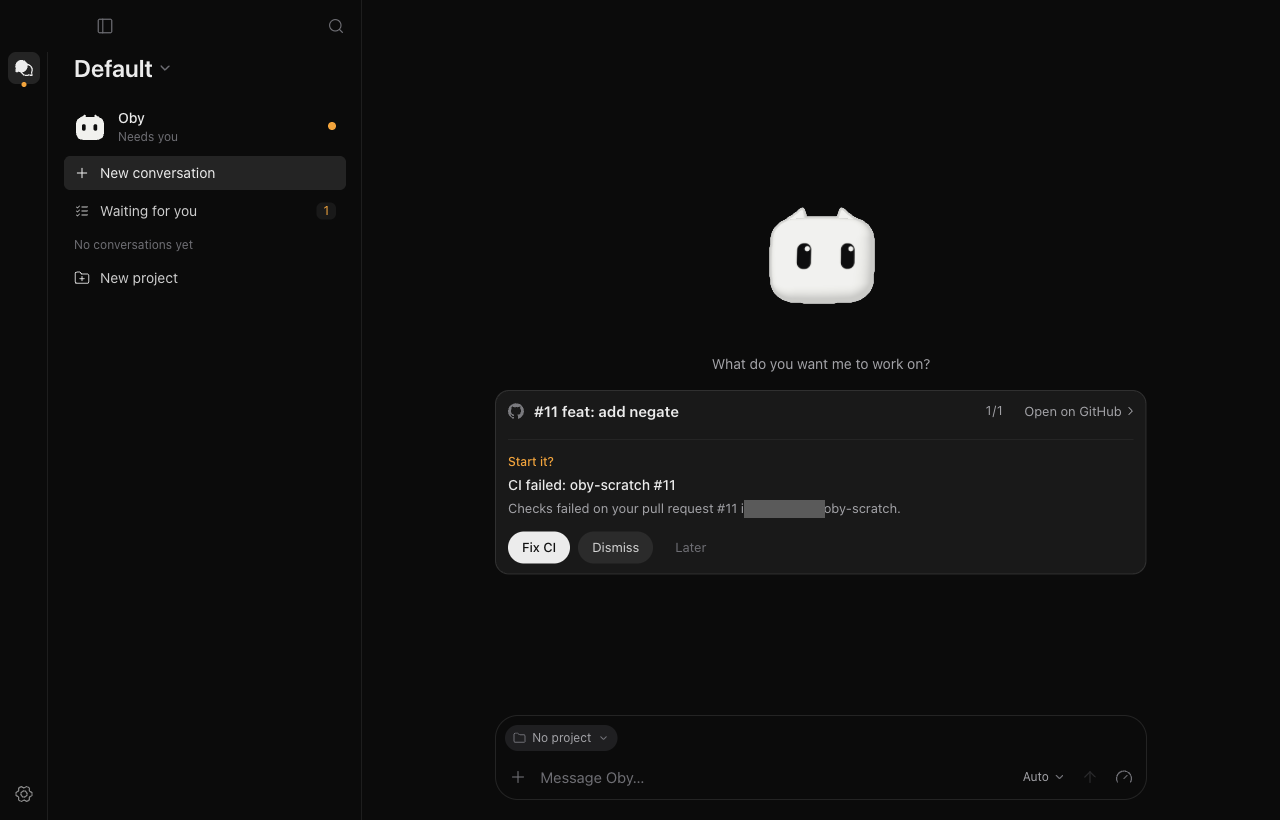 Default
Oby
Needs you
New conversation
Waiting for you 1
No conversations yet
New project
What do you want me to work on?
#11 feat: add negate 1/1 Open on GitHub
Start it?
CI failed: oby-scratch #11
Checks failed on your pull request #11 oby-scratch.
Fix CI Dismiss Later
No project
Message Oby...
Auto